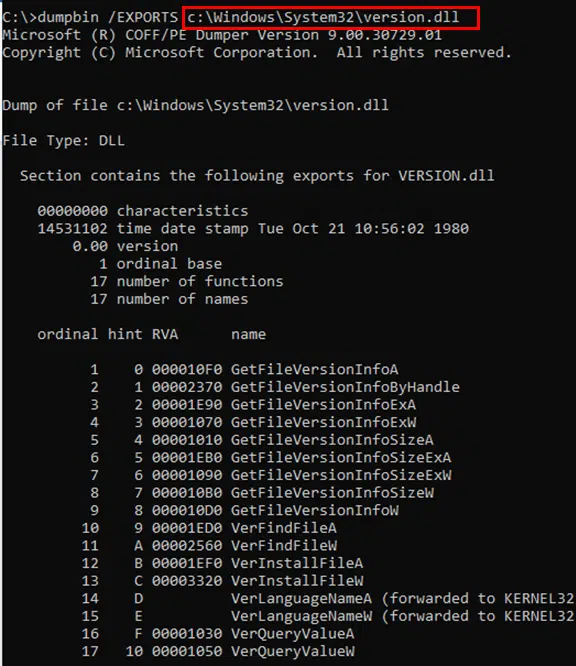 C:\>dumpbin /EXPORTS c:\Windows\System32\version.dll
Microsoft (R) COFF/PE Dumper Version 9.00.30729.01
Copyright (C) Microsoft Corporation.  All rights reserved.
Dump of file c:\Windows\System32\version.dll
File Type: DLL
Section contains the following exports for VERSION.dll
00000000 characteristics
14531102 time date stamp Tue Oct 21 10:56:02 1980
0.00 version
1 ordinal base
17 number of functions
17 number of names
ordinal hint RVA      name
1    0 000010F0 GetFileVersionInfoA
2    1 00002370 GetFileVersionInfoByHandle
3    2 00001E90 GetFileVersionInfoExA
4    3 00001070 GetFileVersionInfoExW
5    4 00001010 GetFileVersionInfoSizeA
6    5 00001EB0 GetFileVersionInfoSizeExA
7    6 00001090 GetFileVersionInfoSizeExW
8    7 000010B0 GetFileVersionInfoSizeW
9    8 000010D0 GetFileVersionInfoW
10    9 00001ED0 VerFindFileA
11    A 00002560 VerFindFileW
12    B 00001EF0 VerInstallFileA
13    C 00003320 VerInstallFileW
14    D          VerLanguageNameA (forwarded to KERNEL32
15    E          VerLanguageNameW (forwarded to KERNEL32
16    F 00001030 VerQueryValueA
17   10 00001050 VerQueryValueW